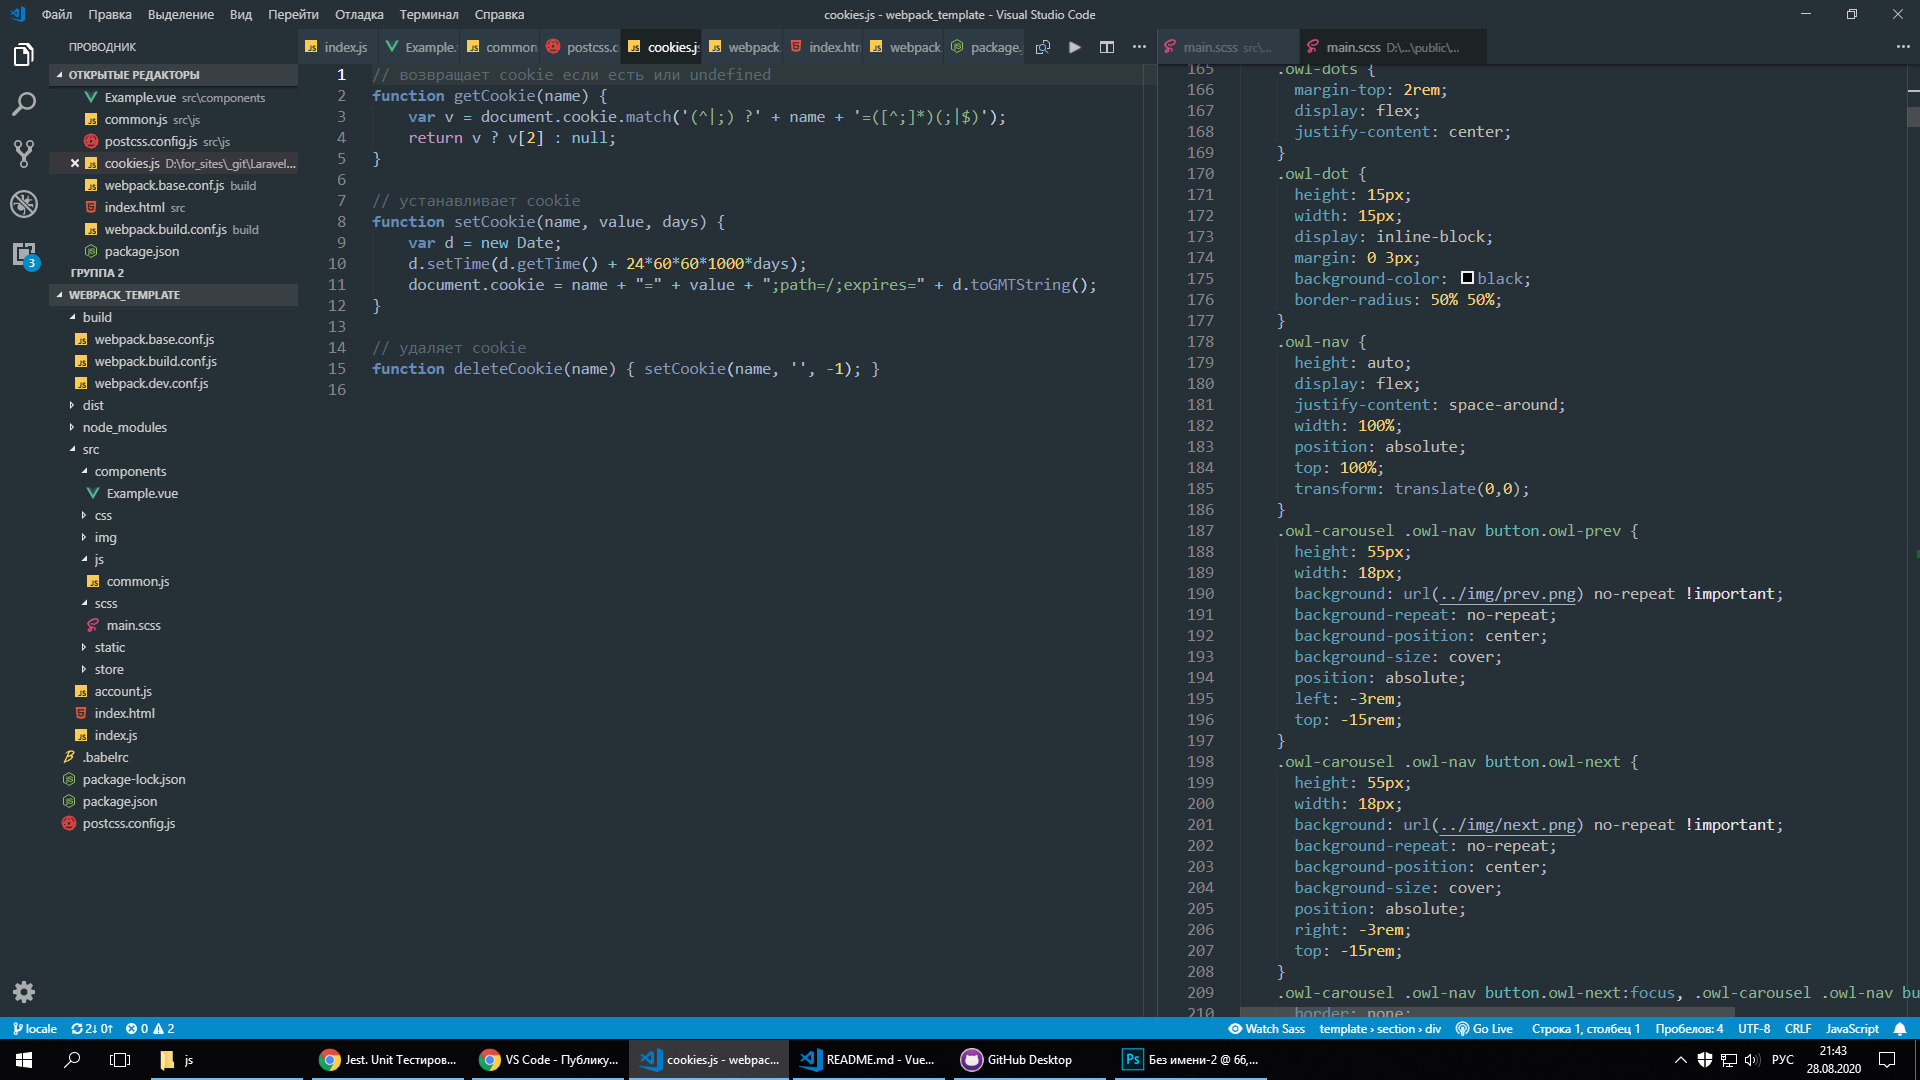 Файл Правка Выделение Вид Перейти Отладка Терминал Справка
cookies.js - webpack_template - Visual Studio Code
ПРОВОДНИК
ОТКРЫТЫЕ РЕДАКТОРЫ
Example.vue src\components
common.js src\js
postcss.config.js src\js
cookies.js D:\for_sites\_git\Laravel...
webpack.base.conf.js build
index.html src
webpack.build.conf.js build
package.json
ГРУППА 2
WEBPACK_TEMPLATE
build
webpack.base.conf.js
webpack.build.conf.js
webpack.dev.conf.js
dist
node_modules
src
components
Example.vue
css
img
js
common.js
scss
main.scss
static
store
account.js
index.html
index.js
.babelrc
package-lock.json
package.json
postcss.config.js
3
index.js Example. common postcss.c cookies.js webpack. index.htm webpack package.
1 // возвращает cookie если есть или undefined
2 function getCookie(name) {
3 var v = document.cookie.match('(^|;) ?' + name + '=([^;]*)(;|$)');
4 return v ? v[2] : null;
5 }
6
7 // устанавливает cookie
8 function setCookie(name, value, days) {
9 var d = new Date;
10 d.setTime(d.getTime() + 24*60*60*1000*days);
11 document.cookie = name + "=" + value + ";path=/;expires=" + d.toGMTString();
12 }
13
14 // удаляет cookie
15 function deleteCookie(name) { setCookie(name, '', -1); }
16
main.scss src\... main.scss D:\...\public\...
165 .owl-dots {
166 margin-top: 2rem;
167 display: flex;
168 justify-content: center;
169 }
170 .owl-dot {
171 height: 15px;
172 width: 15px;
173 display: inline-block;
174 margin: 0 3px;
175 background-color: black;
176 border-radius: 50% 50%;
177 }
178 .owl-nav {
179 height: auto;
180 display: flex;
181 justify-content: space-around;
182 width: 100%;
183 position: absolute;
184 top: 100%;
185 transform: translate(0,0);
186 }
187 .owl-carousel .owl-nav button.owl-prev {
188 height: 55px;
189 width: 18px;
190 background: url(../img/prev.png) no-repeat !important;
191 background-repeat: no-repeat;
192 background-position: center;
193 background-size: cover;
194 position: absolute;
195 left: -3rem;
196 top: -15rem;
197 }
198 .owl-carousel .owl-nav button.owl-next {
199 height: 55px;
200 width: 18px;
201 background: url(../img/next.png) no-repeat !important;
202 background-repeat: no-repeat;
203 background-position: center;
204 background-size: cover;
205 position: absolute;
206 right: -3rem;
207 top: -15rem;
208 }
209 .owl-carousel .owl-nav button.owl-next:focus, .owl-carousel .owl-nav bu
210 border: none;
locale 2↓ 0↑ 0 2
Watch Sass template › section › div Go Live Строка 1, столбец 1 Пробелов: 4 UTF-8 CRLF JavaScript
js
Jest. Unit Тестиров...
VS Code - Публику...
cookies.js - webpac...
README.md - Vue...
GitHub Desktop
Ps Без имени-2 @ 66,...
РУС
21:43
28.08.2020